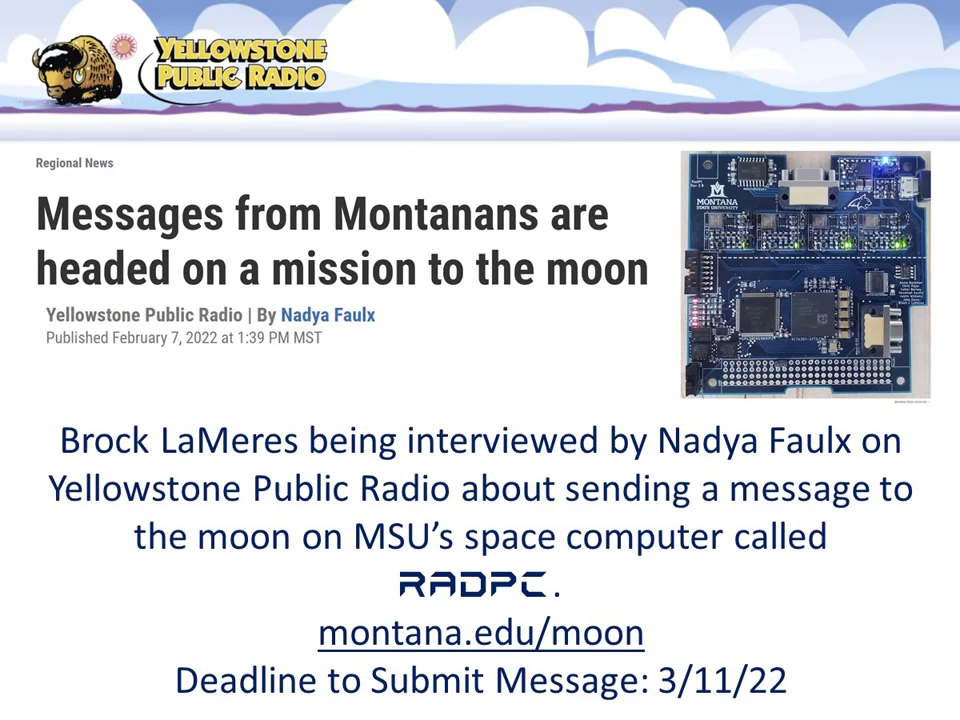 YELLOWSTONE
PUBLIC RADIO
Regional News
Messages from Montanans are
headed on a mission to the moon
Yellowstone Public Radio | By Nadya Faulx
Published February 7, 2022 at 1:39 PM MST
MONTANA
STATE UNIVERSITY
Brock LaMeres being interviewed by Nadya Faulx on
Yellowstone Public Radio about sending a message to
the moon on MSU’s space computer called
RADPC.
montana.edu/moon
Deadline to Submit Message: 3/11/22